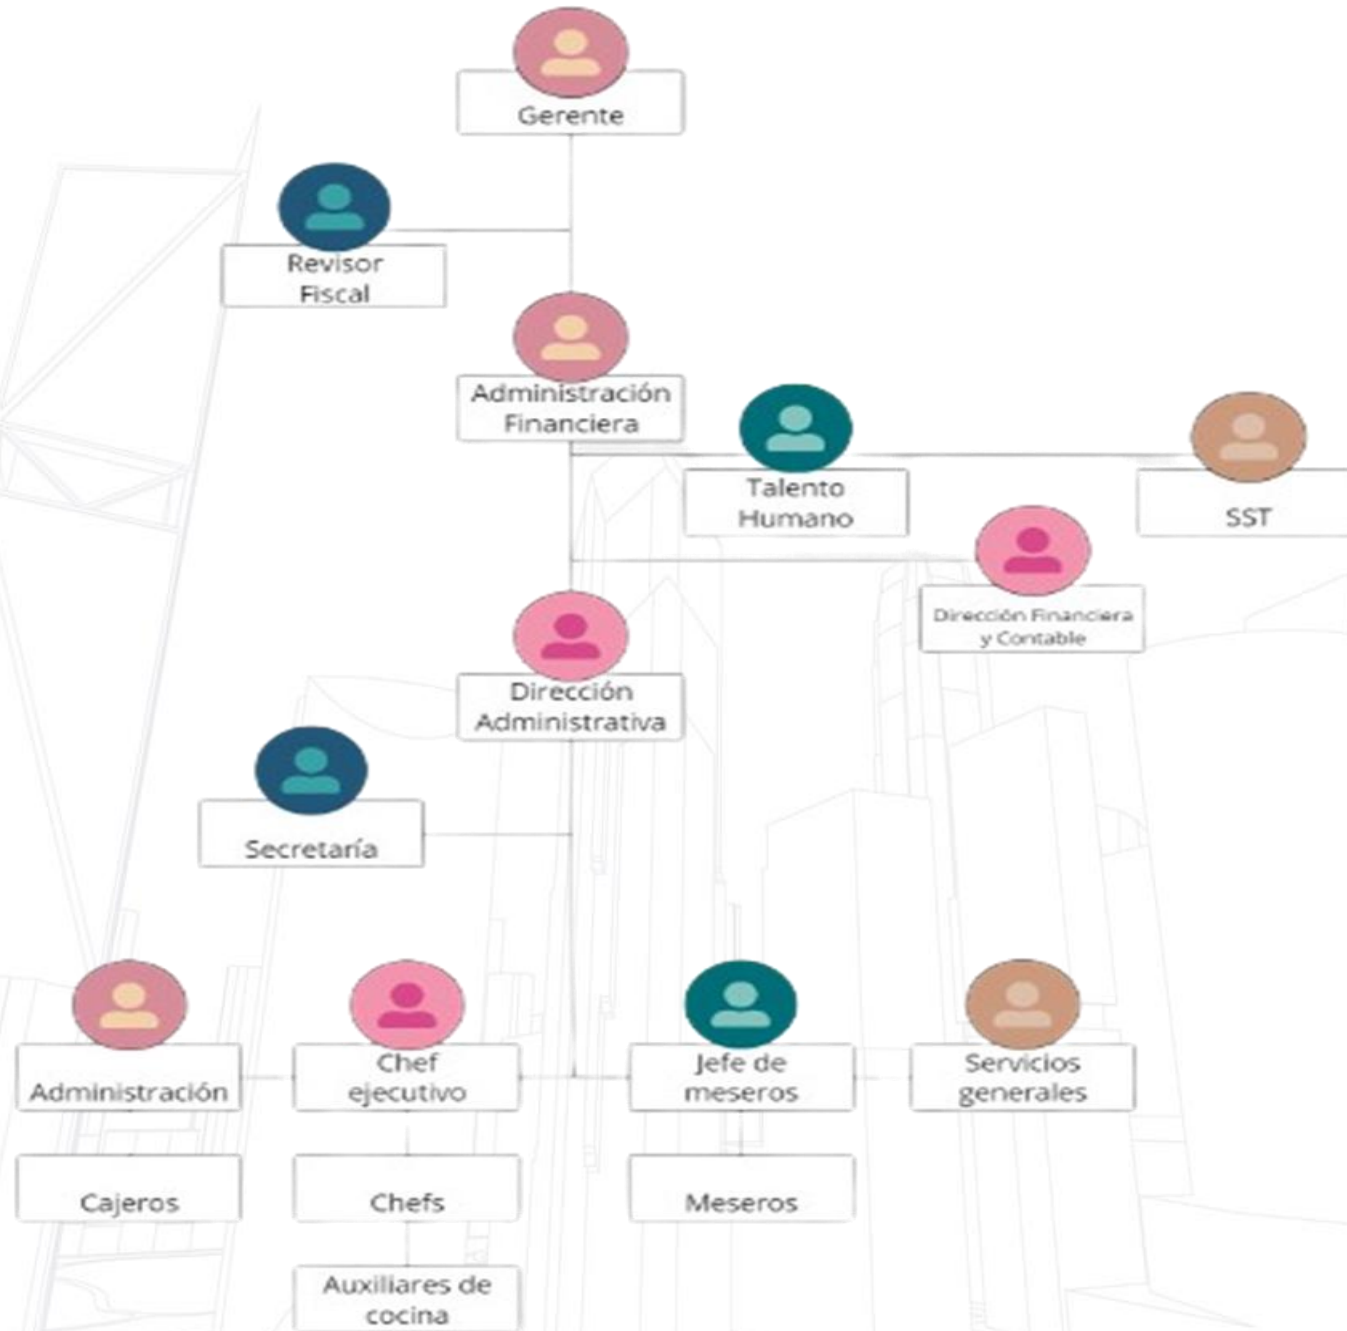 Gerente
Revisor
Fiscal
Administración
Financiera
Talento
Humano
SST
Dirección Financiera
y Contable
Dirección
Administrativa
Secretaría
Administración
Chef
ejecutivo
Jefe de
meseros
Servicios
generales
Cajeros
Chefs
Meseros
Auxiliares de
cocina